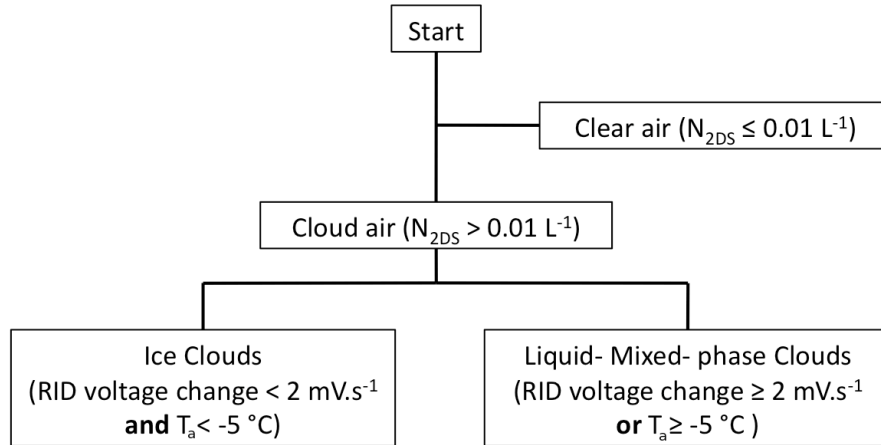 Start
Clear air (N₂DS ≤ 0.01 L⁻¹)
Cloud air (N₂DS > 0.01 L⁻¹)
Ice Clouds
(RID voltage change < 2 mV.s⁻¹
and Tₐ< -5 °C)
Liquid- Mixed- phase Clouds
(RID voltage change ≥ 2 mV.s⁻¹
or Tₐ≥ -5 °C )